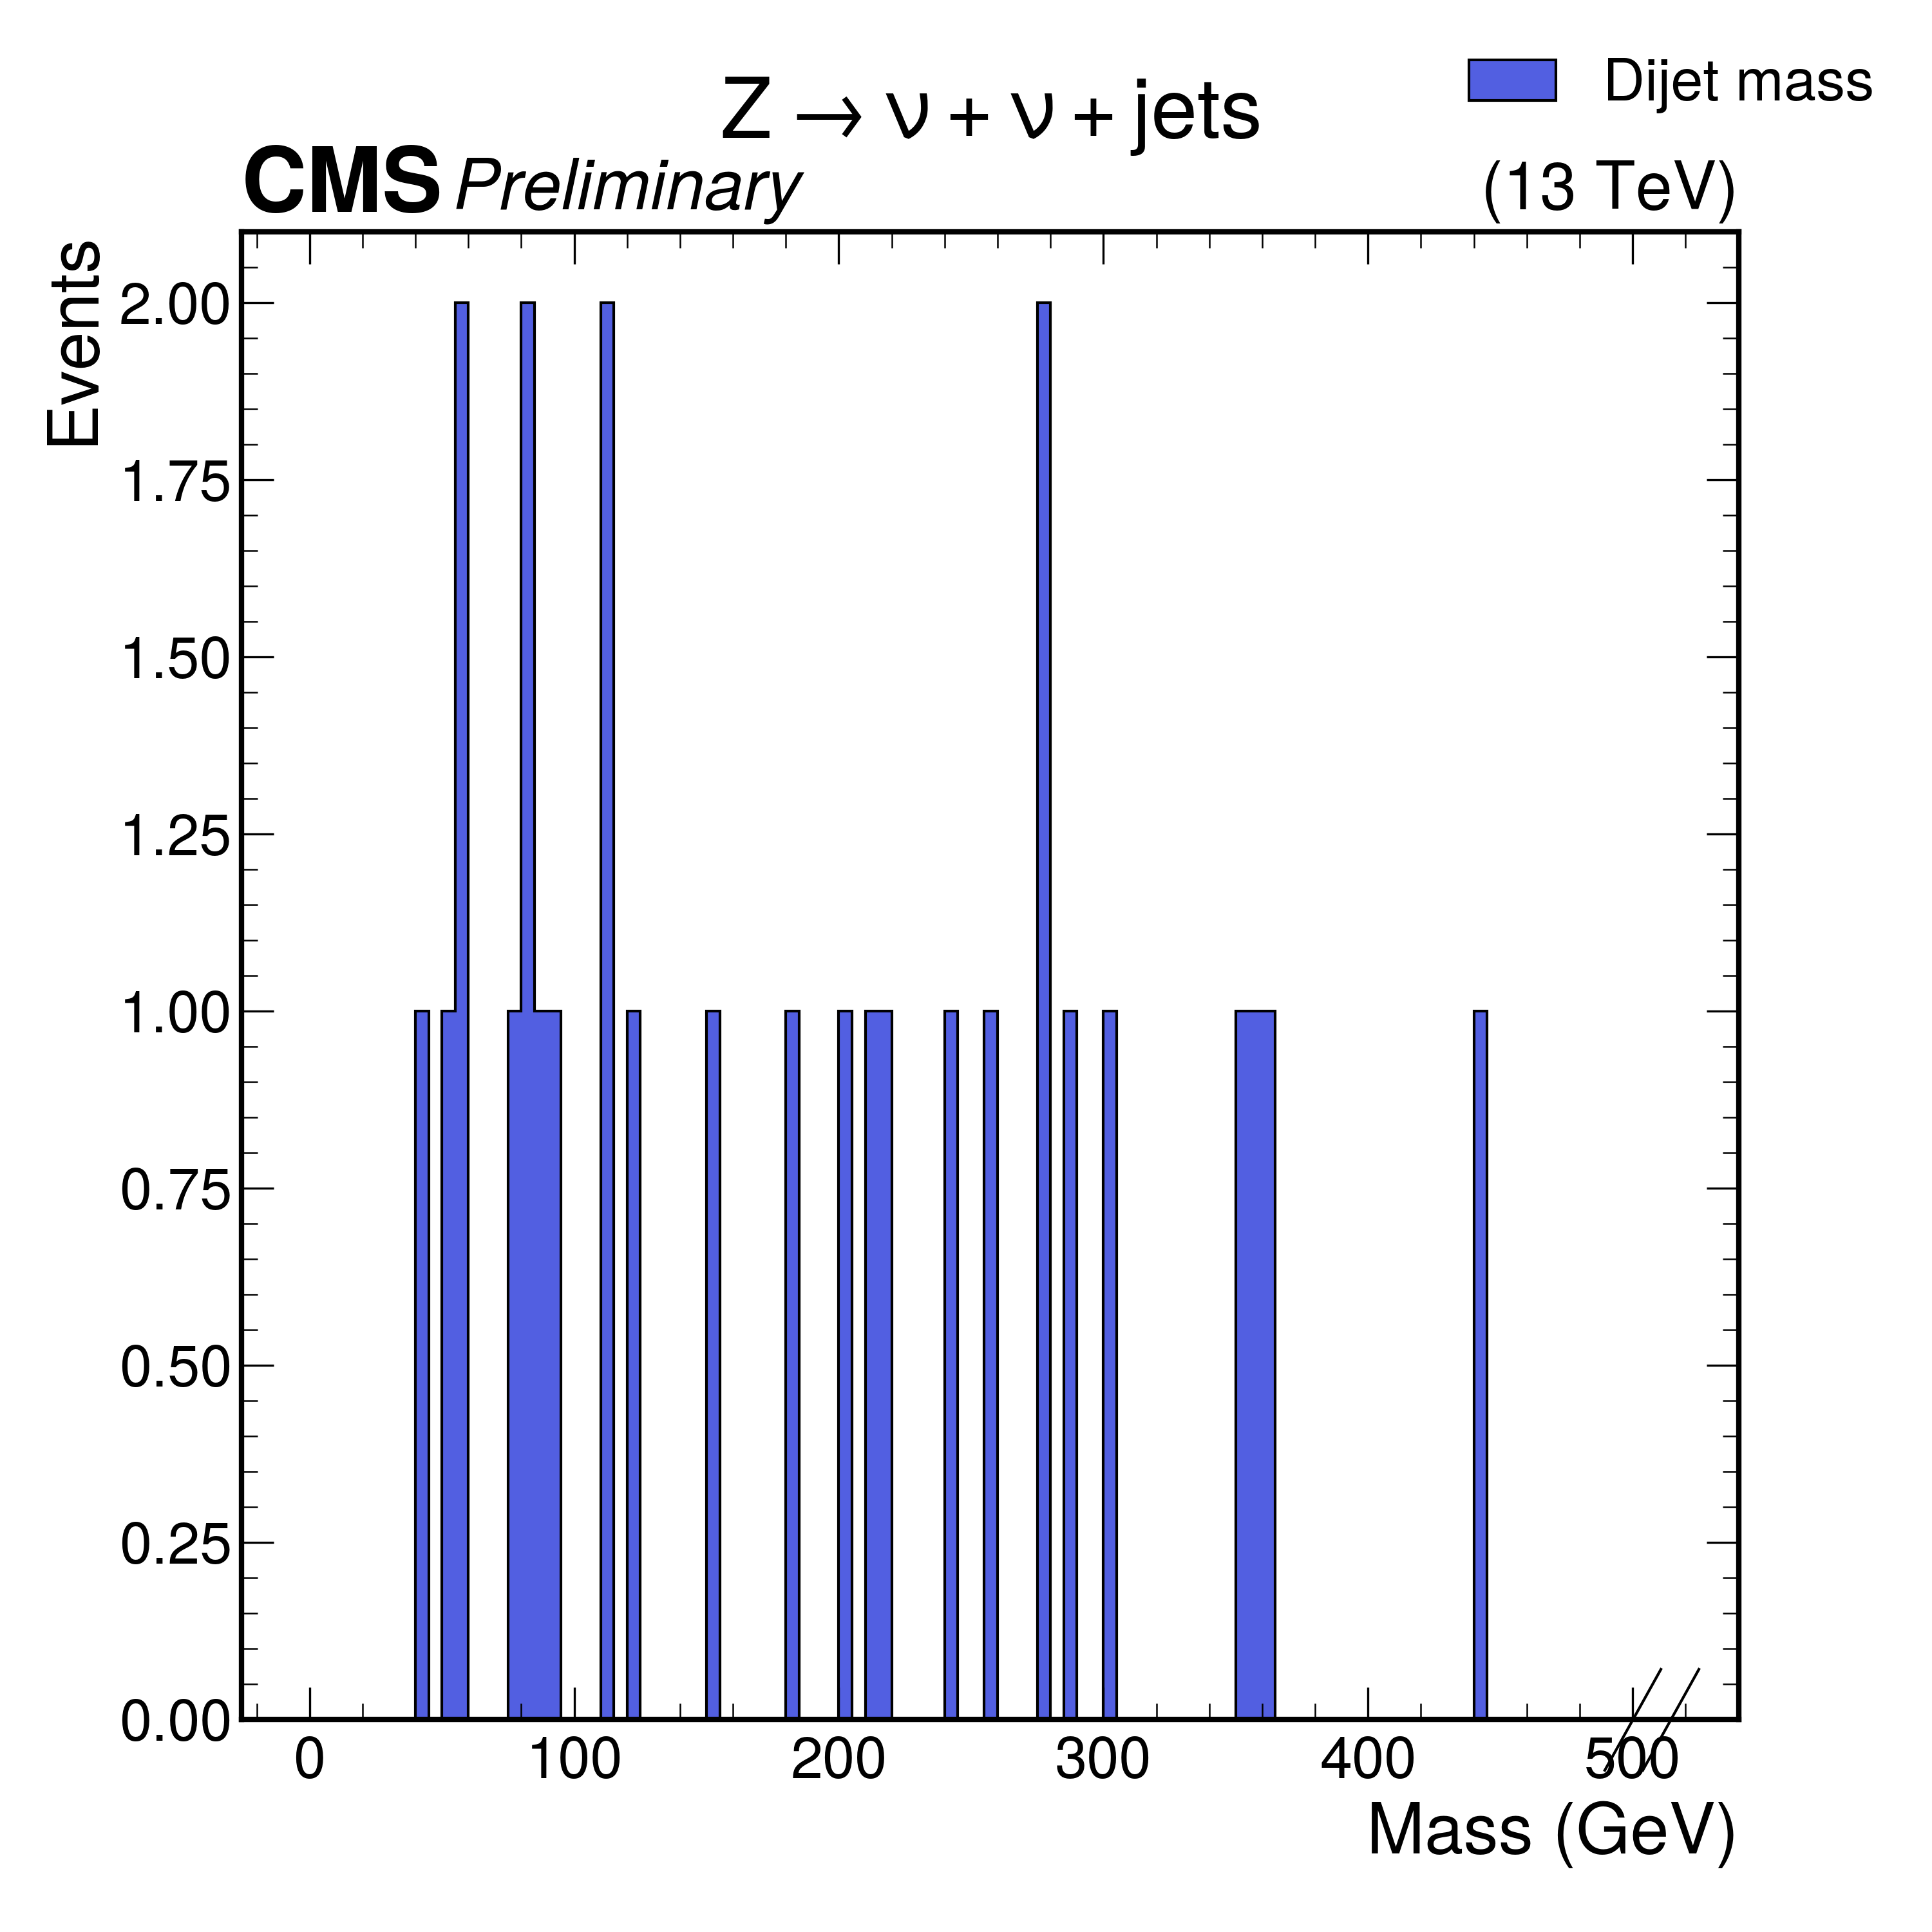 Dijet mass
Z → ν + ν + jets
CMS Preliminary
(13 TeV)
Events
2.00
1.75
1.50
1.25
1.00
0.75
0.50
0.25
0.00
0 100 200 300 400 500
Mass (GeV)